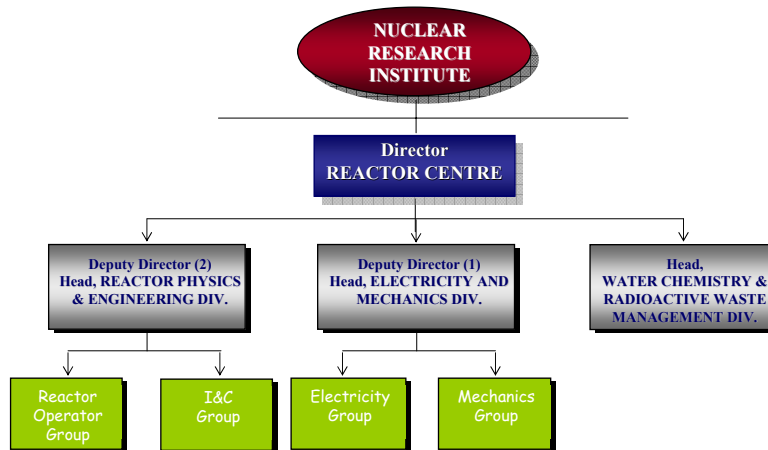 NUCLEAR
RESEARCH
INSTITUTE
Director
REACTOR CENTRE
Deputy Director (2)
Head, REACTOR PHYSICS
& ENGINEERING DIV.
Deputy Director (1)
Head, ELECTRICITY AND
MECHANICS DIV.
Head,
WATER CHEMISTRY &
RADIOACTIVE WASTE
MANAGEMENT DIV.
Reactor
Operator
Group
I&C
Group
Electricity
Group
Mechanics
Group